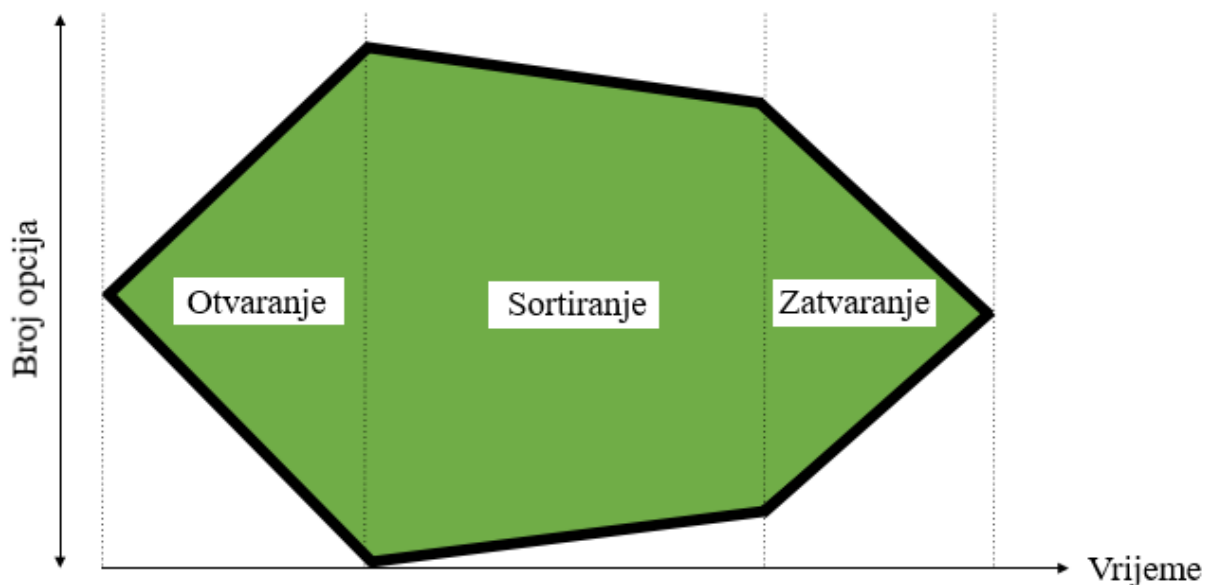 Broj opcija
Otvaranje
Sortiranje
Zatvaranje
Vrijeme